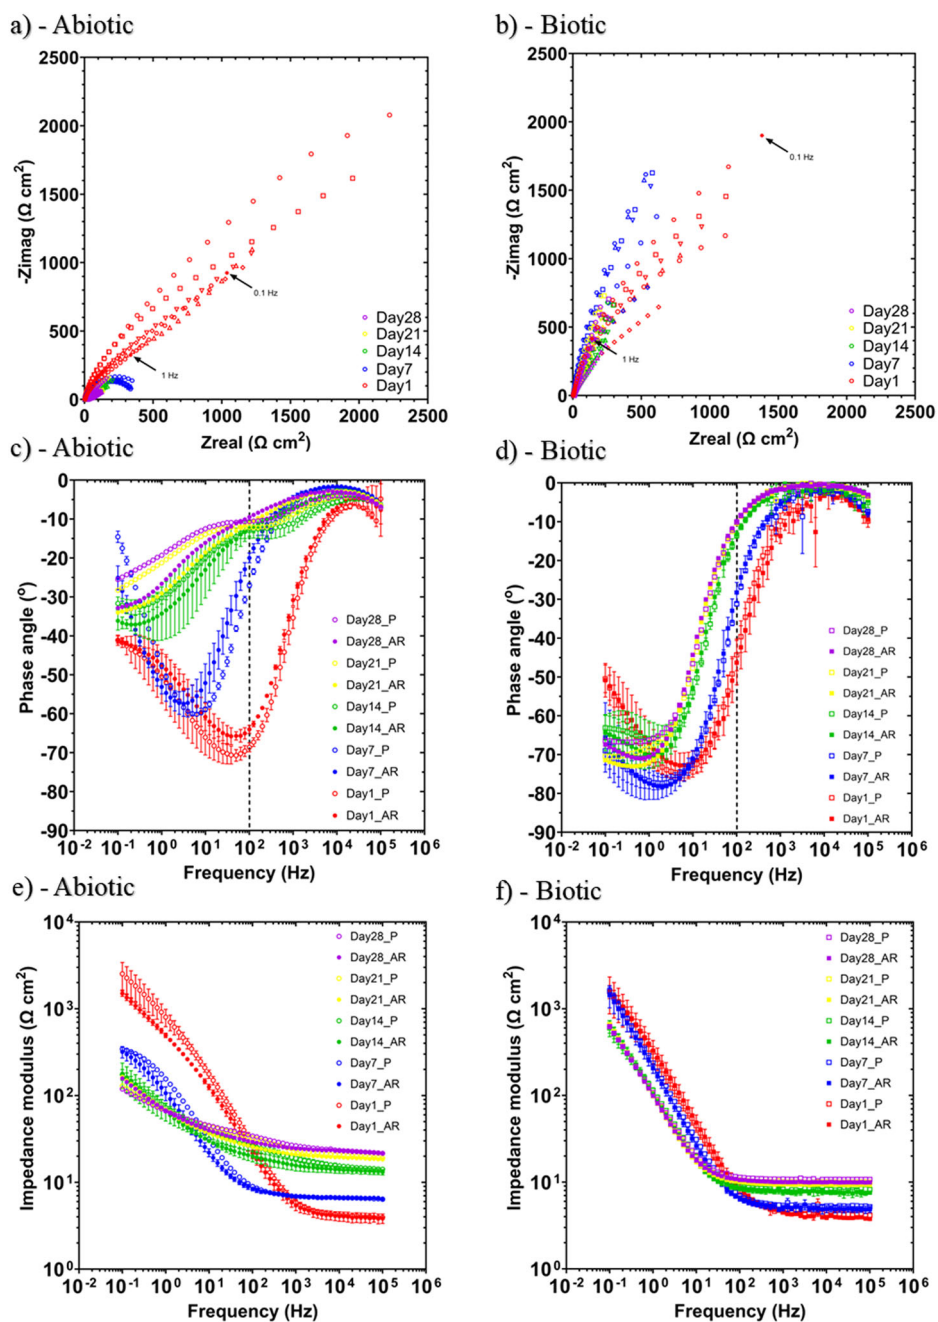 a) - Abiotic
b) - Biotic
2500
2000
1500
1000
500
0
-Zimag (Ω cm²)
0.1 Hz
1 Hz
Day28
Day21
Day14
Day7
Day1
0 500 1000 1500 2000 2500
Zreal (Ω cm²)
2500
2000
1500
1000
500
0
-Zimag (Ω cm²)
0.1 Hz
1 Hz
Day28
Day21
Day14
Day7
Day1
0 500 1000 1500 2000 2500
Zreal (Ω cm²)
c) - Abiotic
d) - Biotic
0
-10
-20
-30
-40
-50
-60
-70
-80
-90
Phase angle (°)
Day28_P
Day28_AR
Day21_P
Day21_AR
Day14_P
Day14_AR
Day7_P
Day7_AR
Day1_P
Day1_AR
10⁻² 10⁻¹ 10⁰ 10¹ 10² 10³ 10⁴ 10⁵ 10⁶
Frequency (Hz)
0
-10
-20
-30
-40
-50
-60
-70
-80
-90
Phase angle (°)
Day28_P
Day28_AR
Day21_P
Day21_AR
Day14_P
Day14_AR
Day7_P
Day7_AR
Day1_P
Day1_AR
10⁻² 10⁻¹ 10⁰ 10¹ 10² 10³ 10⁴ 10⁵ 10⁶
Frequency (Hz)
e) - Abiotic
f) - Biotic
10⁴
10³
10²
10¹
10⁰
Impedance modulus (Ω cm²)
Day28_P
Day28_AR
Day21_P
Day21_AR
Day14_P
Day14_AR
Day7_P
Day7_AR
Day1_P
Day1_AR
10⁻² 10⁻¹ 10⁰ 10¹ 10² 10³ 10⁴ 10⁵ 10⁶
Frequency (Hz)
10⁴
10³
10²
10¹
10⁰
Impedance modulus (Ω cm²)
Day28_P
Day28_AR
Day21_P
Day21_AR
Day14_P
Day14_AR
Day7_P
Day7_AR
Day1_P
Day1_AR
10⁻² 10⁻¹ 10⁰ 10¹ 10² 10³ 10⁴ 10⁵ 10⁶
Frequency (Hz)